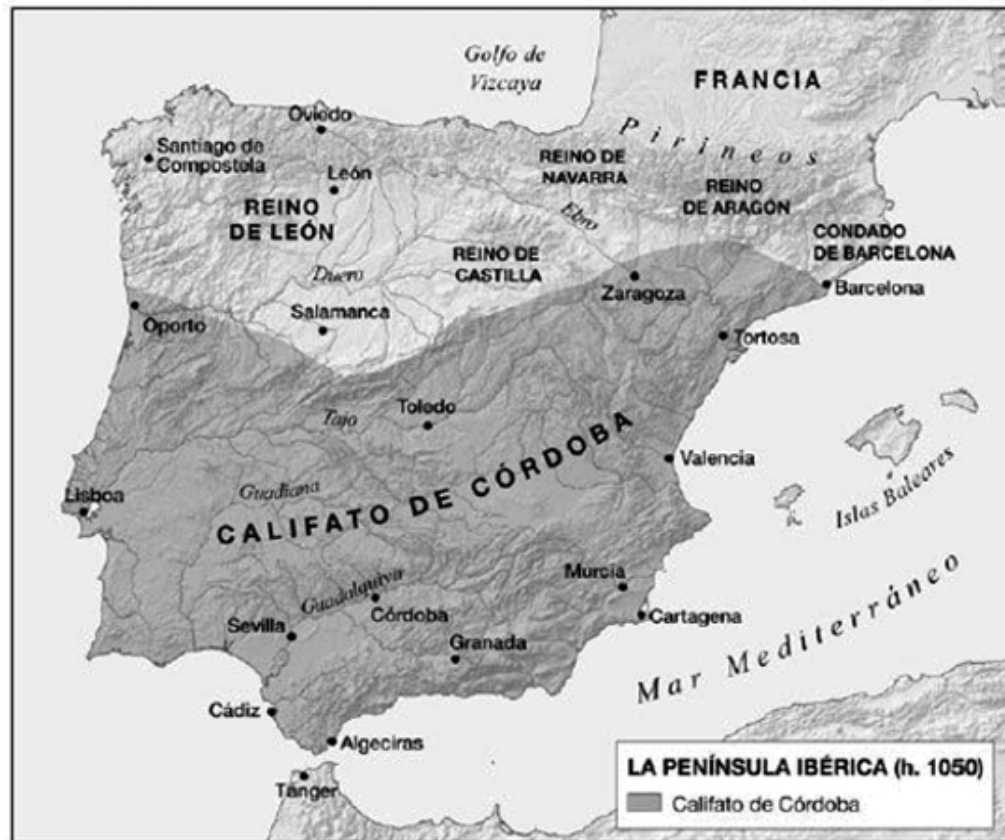 Golfo de
Vizcaya
FRANCIA
Pirineos
Oviedo
Santiago de
Compostela
León
REINO
DE LEÓN
REINO DE
NAVARRA
REINO
DE ARAGÓN
Ebro
CONDADO
DE BARCELONA
REINO DE
CASTILLA
Duero
Zaragoza
Barcelona
Oporto
Salamanca
Tortosa
Tajo
Toledo
Valencia
Lisboa
Guadiana
CALIFATO DE CÓRDOBA
Islas Baleares
Guadalquivir
Murcia
Córdoba
Cartagena
Sevilla
Granada
Mar Mediterráneo
Cádiz
Algeciras
Tánger
LA PENÍNSULA IBÉRICA (h. 1050)
Califato de Córdoba